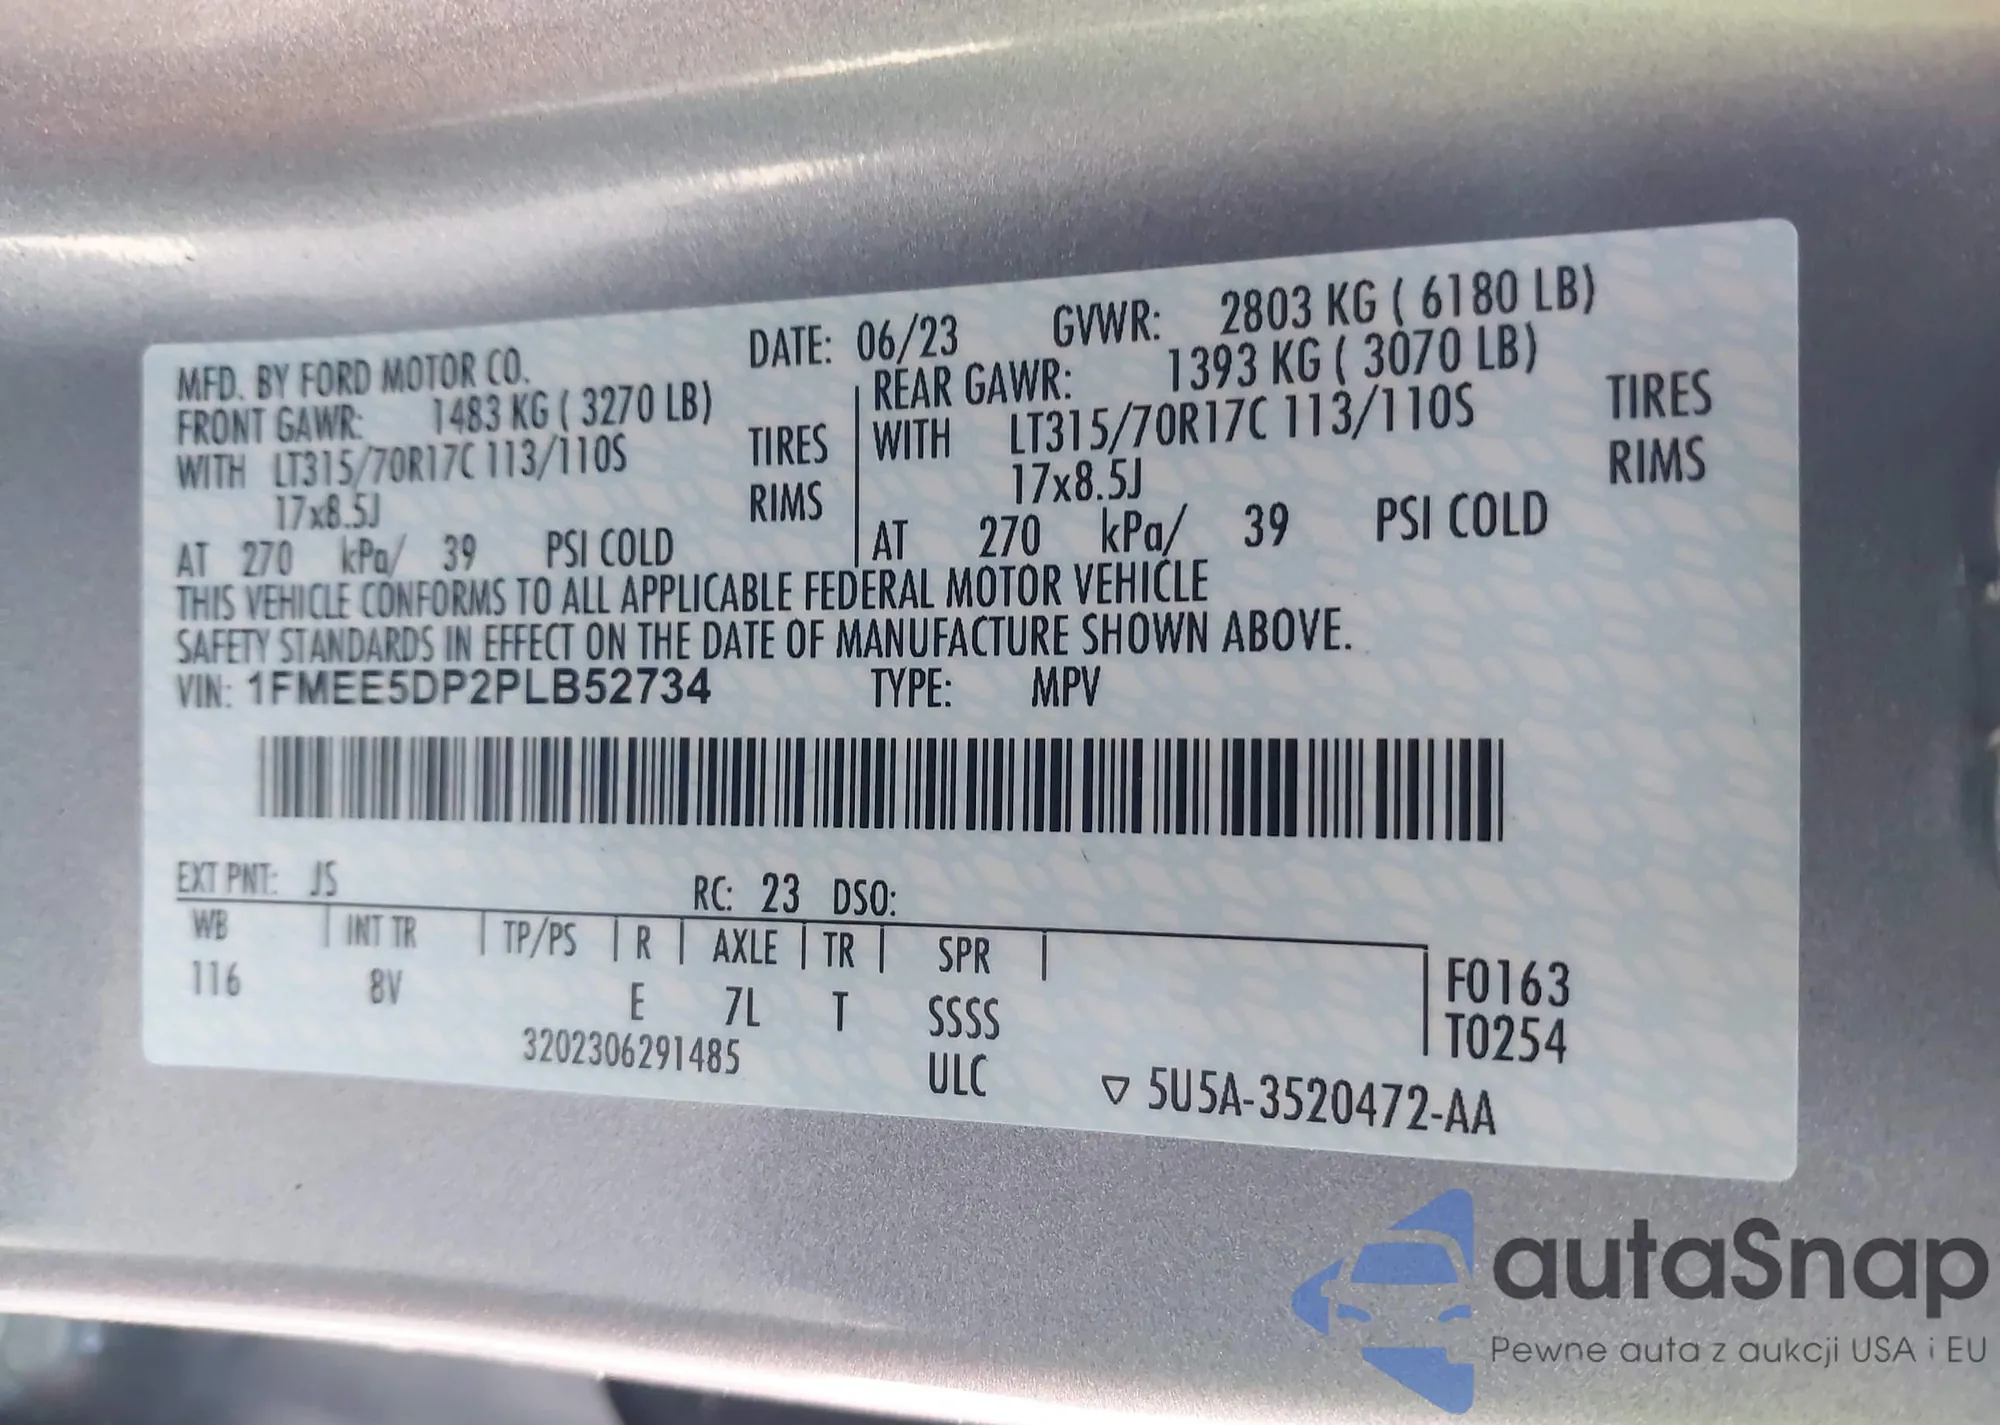 MFD. BY FORD MOTOR CO. DATE: 06/23 GVWR: 2803 KG ( 6180 LB)
FRONT GAWR: 1483 KG ( 3270 LB) REAR GAWR: 1393 KG ( 3070 LB)
WITH LT315/70R17C 113/110S TIRES WITH LT315/70R17C 113/110S TIRES
17x8.5J RIMS 17x8.5J RIMS
AT 270 kPa/ 39 PSI COLD AT 270 kPa/ 39 PSI COLD
THIS VEHICLE CONFORMS TO ALL APPLICABLE FEDERAL MOTOR VEHICLE
SAFETY STANDARDS IN EFFECT ON THE DATE OF MANUFACTURE SHOWN ABOVE.
VIN: 1FMEE5DP2PLB52734 TYPE: MPV
EXT PNT: JS RC: 23 DSO:
WB INT TR TP/PS R AXLE TR SPR F0163
116 8V E 7L T SSSS T0254
3202306291485 ULC ▽ 5U5A-3520472-AA
autaSnap
Pewne auta z aukcji USA i EU